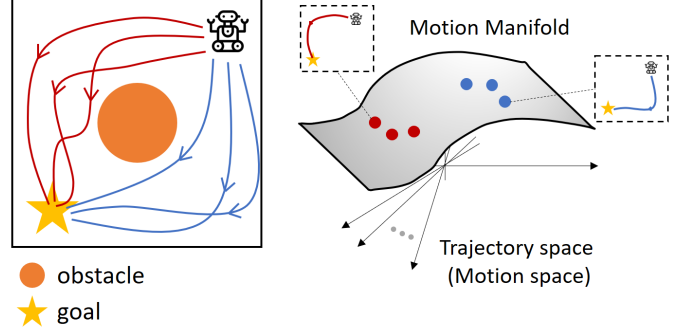 Motion Manifold
Trajectory space
(Motion space)
obstacle
goal